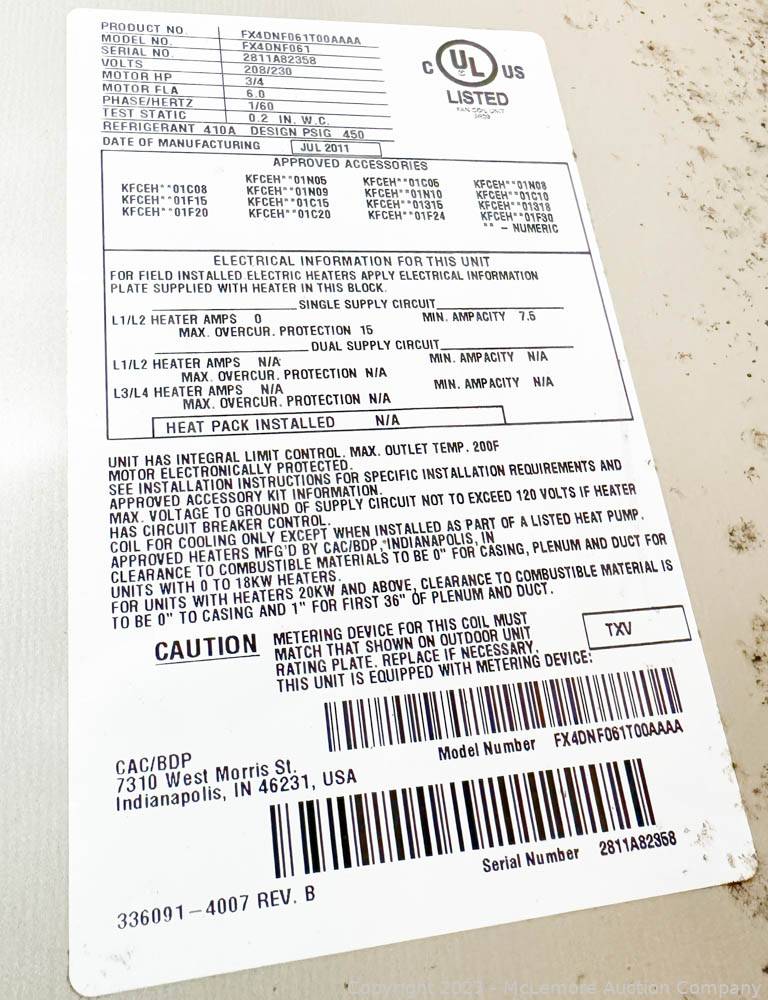 PRODUCT NO. FX4DNF061T00AAAA
MODEL NO. FX4DNF061
SERIAL NO. 2811A82358
VOLTS 208/230
MOTOR HP 3/4
MOTOR FLA 6.0
PHASE/HERTZ 1/60
TEST STATIC 0.2 IN. W.C.
REFRIGERANT 410A DESIGN PSIG 450
DATE OF MANUFACTURING JUL 2011
C UL US
LISTED
APPROVED ACCESSORIES
KFCEH**01N05 KFCEH**01C05 KFCEH**01N08
KFCEH**01C08 KFCEH**01N09 KFCEH**01N10 KFCEH**01C10
KFCEH**01F15 KFCEH**01C15 KFCEH**01315 KFCEH**01318
KFCEH**01F20 KFCEH**01C20 KFCEH**01F24 KFCEH**01F30
** - NUMERIC
ELECTRICAL INFORMATION FOR THIS UNIT
FOR FIELD INSTALLED ELECTRIC HEATERS APPLY ELECTRICAL INFORMATION
PLATE SUPPLIED WITH HEATER IN THIS BLOCK.
SINGLE SUPPLY CIRCUIT
L1/L2 HEATER AMPS 0 MIN. AMPACITY 7.5
MAX. OVERCUR. PROTECTION 15
DUAL SUPPLY CIRCUIT
L1/L2 HEATER AMPS N/A MIN. AMPACITY N/A
MAX. OVERCUR. PROTECTION N/A
L3/L4 HEATER AMPS N/A MIN. AMPACITY N/A
MAX. OVERCUR. PROTECTION N/A
HEAT PACK INSTALLED N/A
UNIT HAS INTEGRAL LIMIT CONTROL. MAX. OUTLET TEMP. 200F
MOTOR ELECTRONICALLY PROTECTED.
SEE INSTALLATION INSTRUCTIONS FOR SPECIFIC INSTALLATION REQUIREMENTS AND
APPROVED ACCESSORY KIT INFORMATION.
MAX. VOLTAGE TO GROUND OF SUPPLY CIRCUIT NOT TO EXCEED 120 VOLTS IF HEATER
HAS CIRCUIT BREAKER CONTROL.
COIL FOR COOLING ONLY EXCEPT WHEN INSTALLED AS PART OF A LISTED HEAT PUMP.
APPROVED HEATERS MFG'D BY CAC/BDP, INDIANAPOLIS, IN
CLEARANCE TO COMBUSTIBLE MATERIALS TO BE 0" FOR CASING, PLENUM AND DUCT FOR
UNITS WITH 0 TO 18KW HEATERS.
FOR UNITS WITH HEATERS 20KW AND ABOVE, CLEARANCE TO COMBUSTIBLE MATERIAL IS
TO BE 0" TO CASING AND 1" FOR FIRST 36" OF PLENUM AND DUCT.
CAUTION METERING DEVICE FOR THIS COIL MUST
MATCH THAT SHOWN ON OUTDOOR UNIT
RATING PLATE. REPLACE IF NECESSARY.
THIS UNIT IS EQUIPPED WITH METERING DEVICE:
TXV
Model Number FX4DNF061T00AAAA
CAC/BDP
7310 West Morris St.
Indianapolis, IN 46231, USA
Serial Number 2811A82358
336091-4007 REV. B
Copyright 2023 - McLemore Auction Company